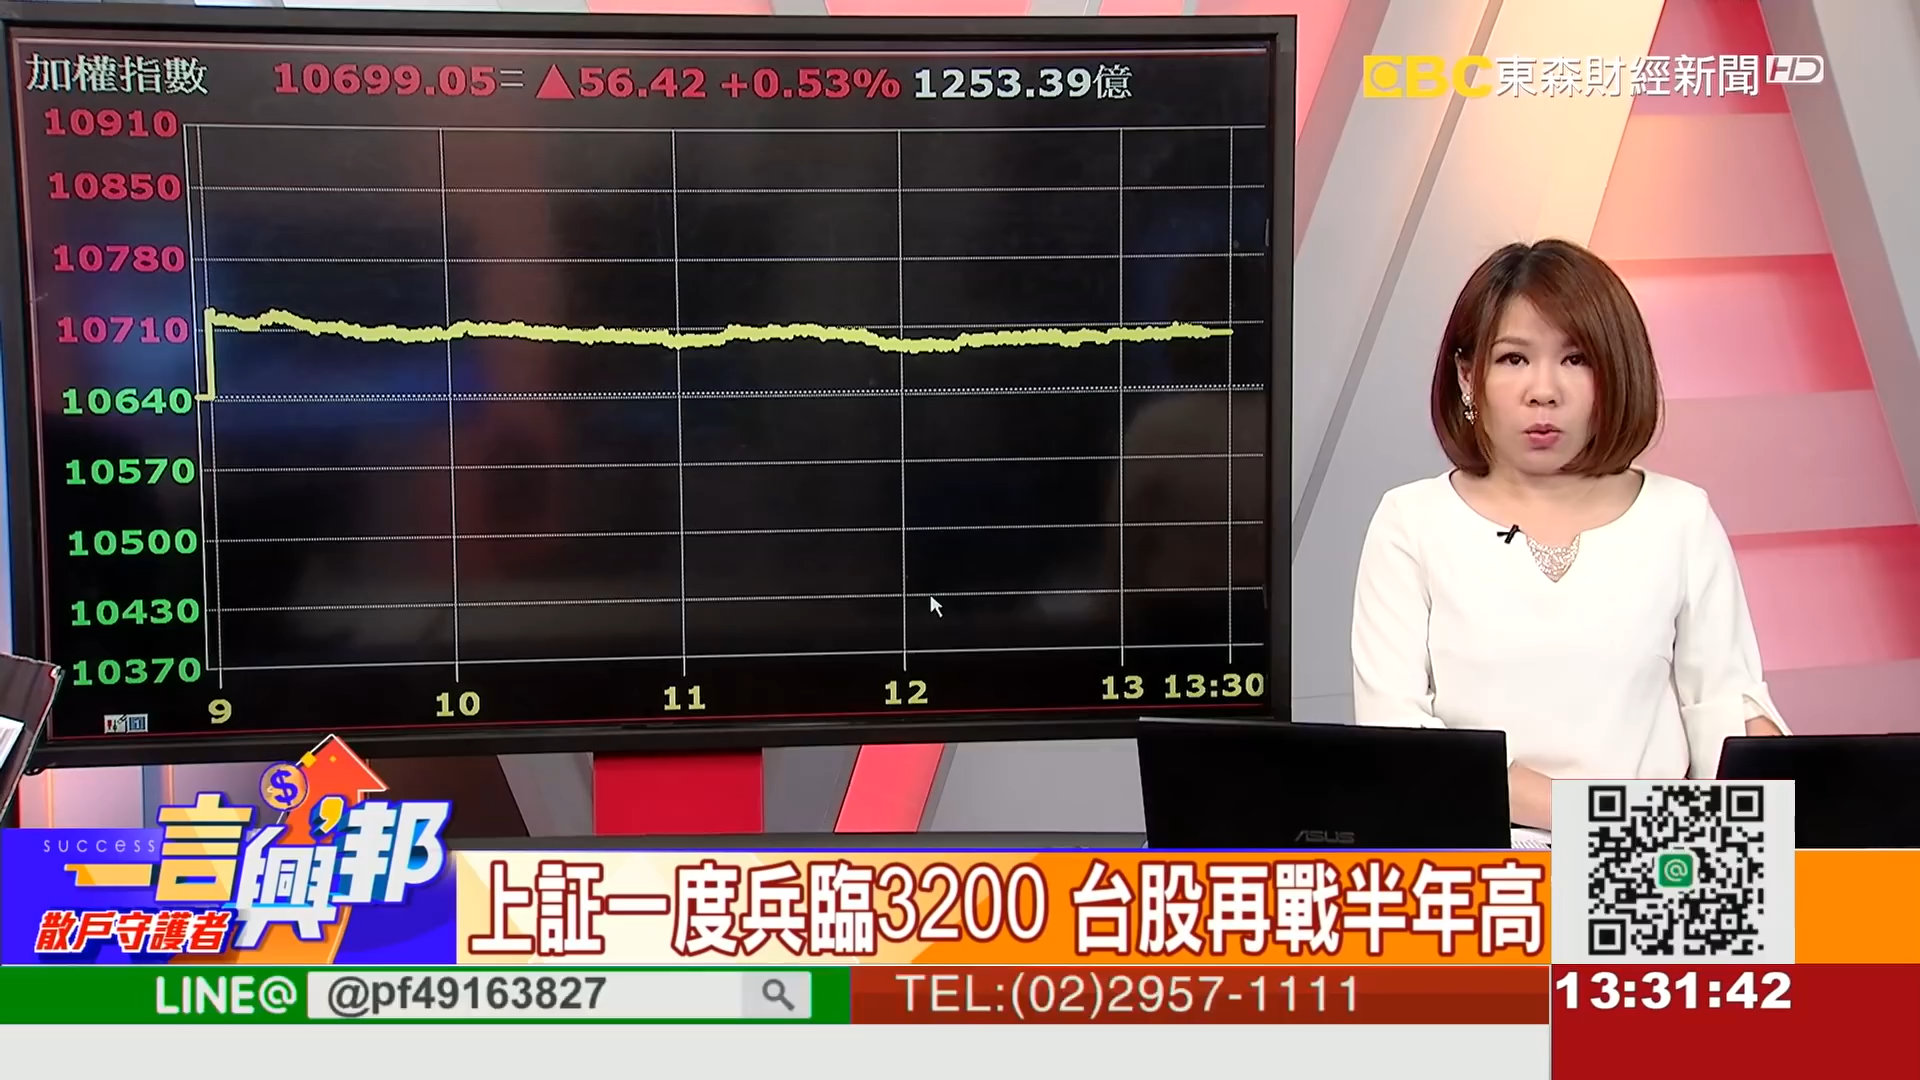 加權指數 10699.05= ▲56.42 +0.53% 1253.39億
EBC東森財經新聞HD
10910
10850
10780
10710
10640
10570
10500
10430
10370
9 10 11 12 13 13:30
ASUS
$
success
一言興邦
散戶守護者
上証一度兵臨3200 台股再戰半年高
LINE@ @pf49163827
TEL:(02)2957-1111
13:31:42